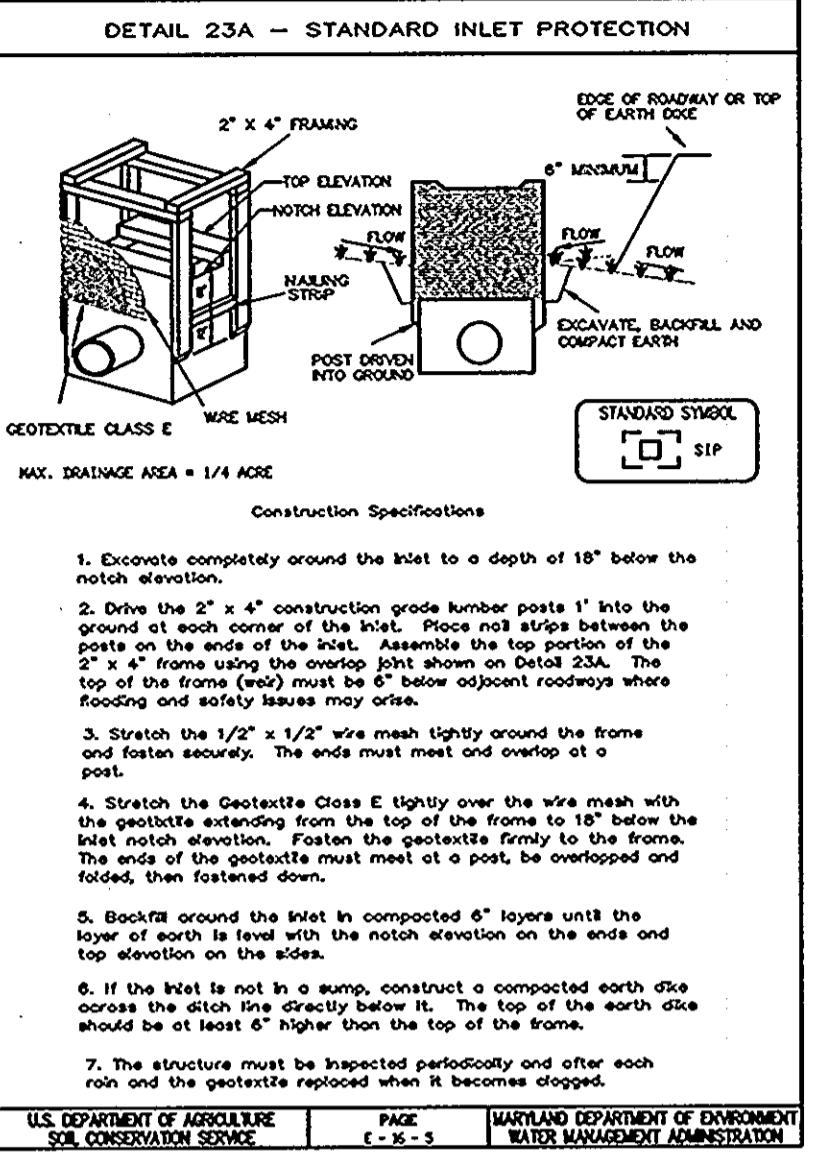 DETAIL 23A — STANDARD INLET PROTECTION
EDGE OF ROADWAY OR TOP
OF EARTH DIKE
2" X 4" FRAMING
6" MINIMUM
TOP ELEVATION
NOTCH ELEVATION
FLOW
FLOW
FLOW
NAILING
STRIP
EXCAVATE, BACKFILL AND
COMPACT EARTH
POST DRIVEN
INTO GROUND
WIRE MESH
GEOTEXTILE CLASS E
STANDARD SYMBOL
SIP
MAX. DRAINAGE AREA = 1/4 ACRE
Construction Specifications
1. Excavate completely around the inlet to a depth of 18" below the
notch elevation.
2. Drive the 2" x 4" construction grade lumber posts 1' into the
ground at each corner of the inlet. Place nail strips between the
posts on the ends of the inlet. Assemble the top portion of the
2" x 4" frame using the overlap joint shown on Detail 23A. The
top of the frame (weir) must be 6" below adjacent roadways where
flooding and safety issues may arise.
3. Stretch the 1/2" x 1/2" wire mesh tightly around the frame
and fasten securely. The ends must meet and overlap at a
post.
4. Stretch the Geotextile Class E tightly over the wire mesh with
the geotextile extending from the top of the frame to 18" below the
inlet notch elevation. Fasten the geotextile firmly to the frame.
The ends of the geotextile must meet at a post, be overlapped and
folded, then fastened down.
5. Backfill around the inlet in compacted 6" layers until the
layer of earth is level with the notch elevation on the ends and
top elevation on the sides.
6. If the inlet is not in a sump, construct a compacted earth dike
across the ditch line directly below it. The top of the earth dike
should be at least 6" higher than the top of the frame.
7. The structure must be inspected periodically and after each
rain and the geotextile replaced when it becomes clogged.
U.S. DEPARTMENT OF AGRICULTURE
SOIL CONSERVATION SERVICE
PAGE
E - 16 - 5
MARYLAND DEPARTMENT OF ENVIRONMENT
WATER MANAGEMENT ADMINISTRATION